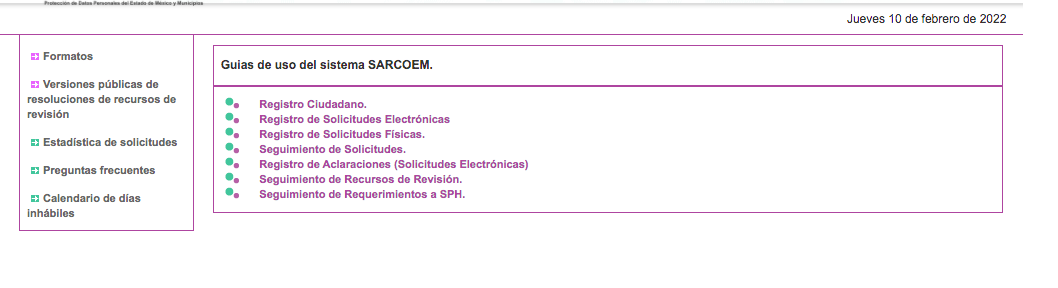 Protección de Datos Personales del Estado de México y Municipios
Jueves 10 de febrero de 2022
Formatos
Versiones públicas de
resoluciones de recursos de
revisión
Estadística de solicitudes
Preguntas frecuentes
Calendario de días
inhábiles
Guias de uso del sistema SARCOEM.
Registro Ciudadano.
Registro de Solicitudes Electrónicas
Registro de Solicitudes Físicas.
Seguimiento de Solicitudes.
Registro de Aclaraciones (Solicitudes Electrónicas)
Seguimiento de Recursos de Revisión.
Seguimiento de Requerimientos a SPH.